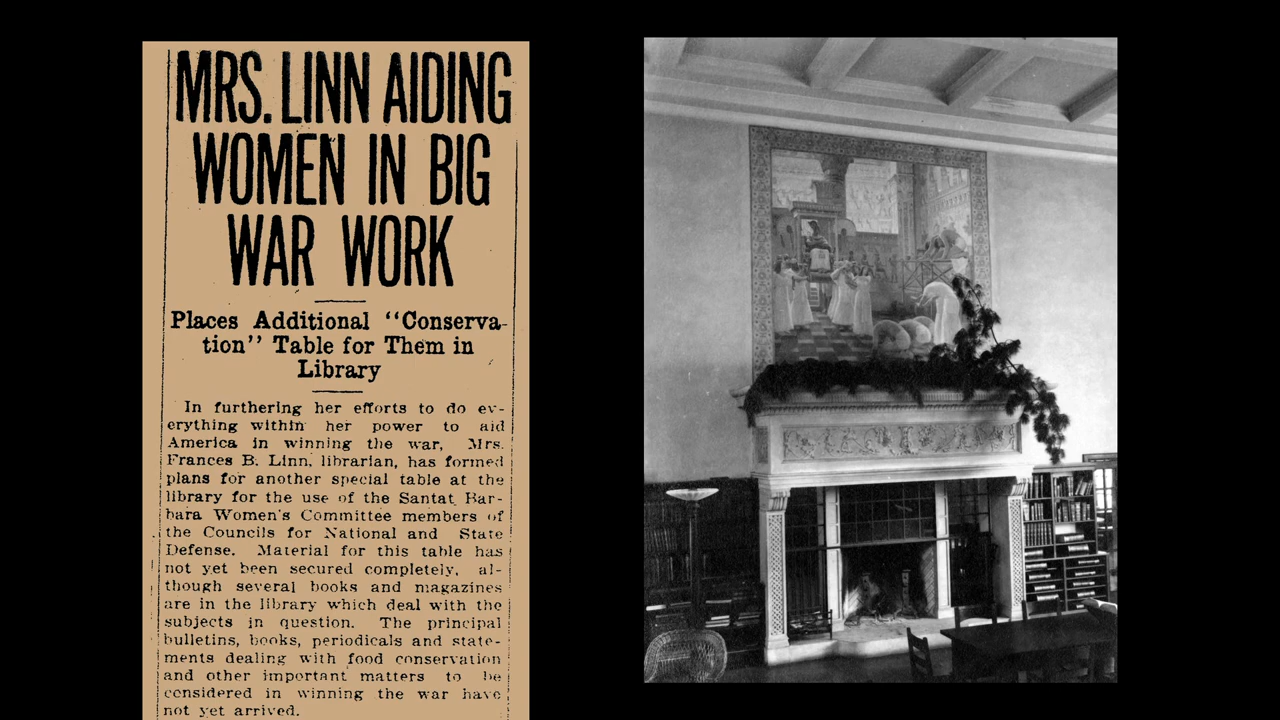 MRS. LINN AIDING
WOMEN IN BIG
WAR WORK
Places Additional "Conserva-
tion" Table for Them in
Library
In furthering her efforts to do ev-
erything within her power to aid
America in winning the war, Mrs.
Frances B. Linn, librarian, has formed
plans for another special table at the
library for the use of the Santat Bar-
bara Women's Committee members of
the Councils for National and State
Defense. Material for this table has
not yet been secured completely, al-
though several books and magazines
are in the library which deal with the
subjects in question. The principal
bulletins, books, periodicals and state-
ments dealing with food conservation
and other important matters to be
considered in winning the war have
not yet arrived.